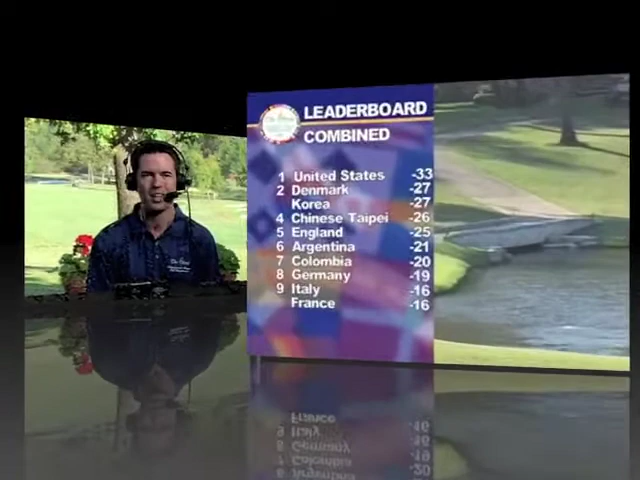 LEADERBOARD
COMBINED
1 United States -33
2 Denmark -27
Korea -27
4 Chinese Taipei -26
5 England -25
6 Argentina -21
7 Colombia -20
8 Germany -19
9 Italy -16
France -16